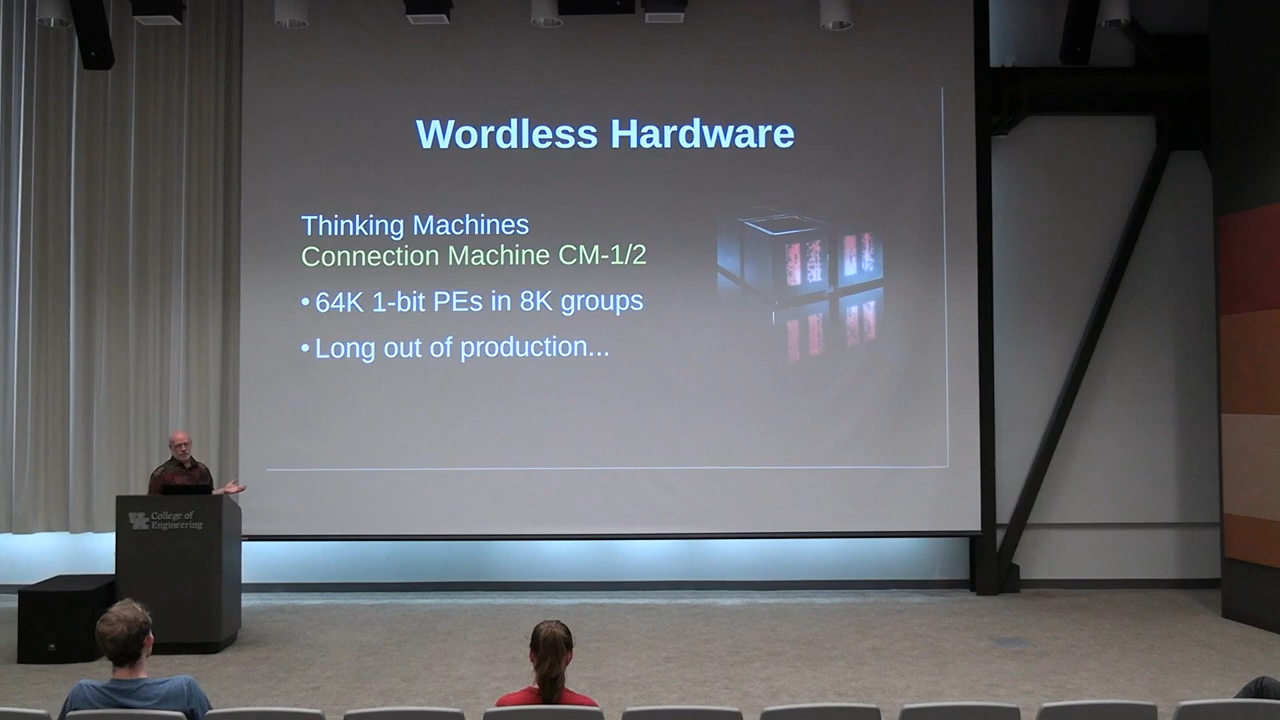 Wordless Hardware
Thinking Machines
Connection Machine CM-1/2
• 64K 1-bit PEs in 8K groups
• Long out of production...
UK College of
Engineering